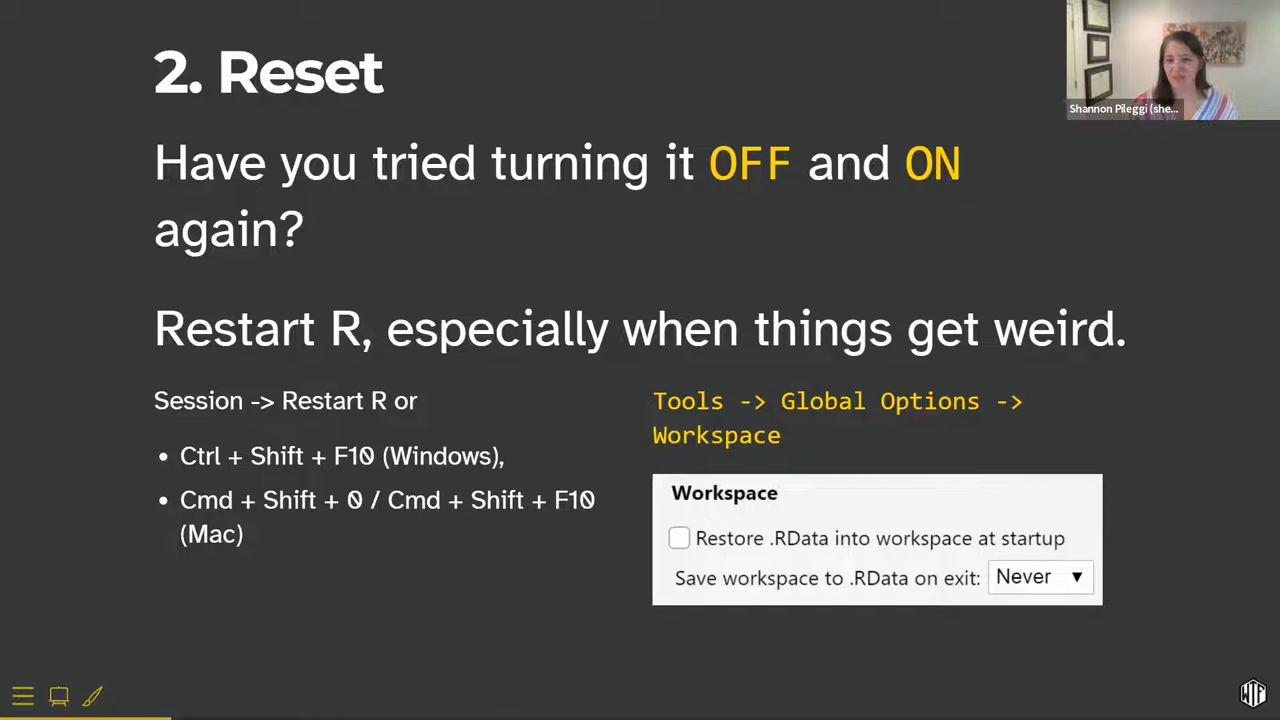 2. Reset
Shannon Pileggi (she...
Have you tried turning it OFF and ON
again?
Restart R, especially when things get weird.
Session -> Restart R or
• Ctrl + Shift + F10 (Windows),
• Cmd + Shift + 0 / Cmd + Shift + F10
(Mac)
Tools -> Global Options ->
Workspace
Workspace
Restore .RData into workspace at startup
Save workspace to .RData on exit: Never
WTF